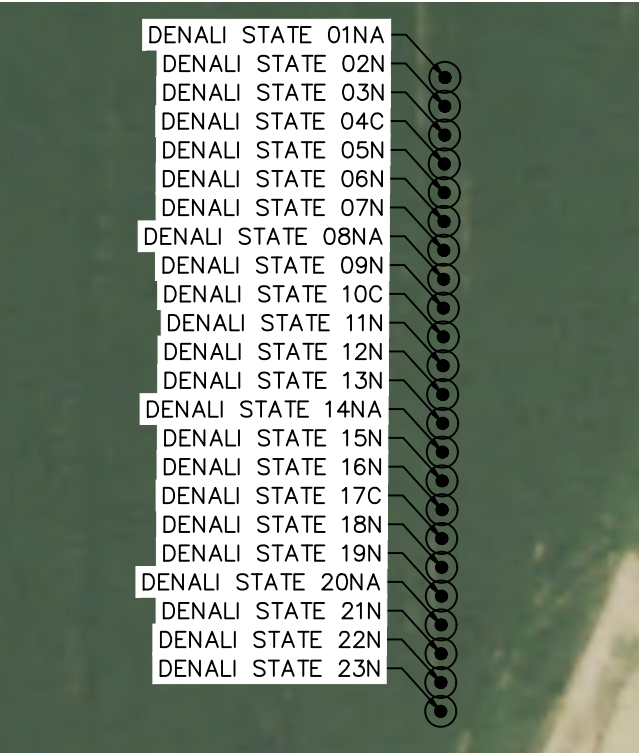 DENALI STATE 01NA
DENALI STATE 02N
DENALI STATE 03N
DENALI STATE 04C
DENALI STATE 05N
DENALI STATE 06N
DENALI STATE 07N
DENALI STATE 08NA
DENALI STATE 09N
DENALI STATE 10C
DENALI STATE 11N
DENALI STATE 12N
DENALI STATE 13N
DENALI STATE 14NA
DENALI STATE 15N
DENALI STATE 16N
DENALI STATE 17C
DENALI STATE 18N
DENALI STATE 19N
DENALI STATE 20NA
DENALI STATE 21N
DENALI STATE 22N
DENALI STATE 23N